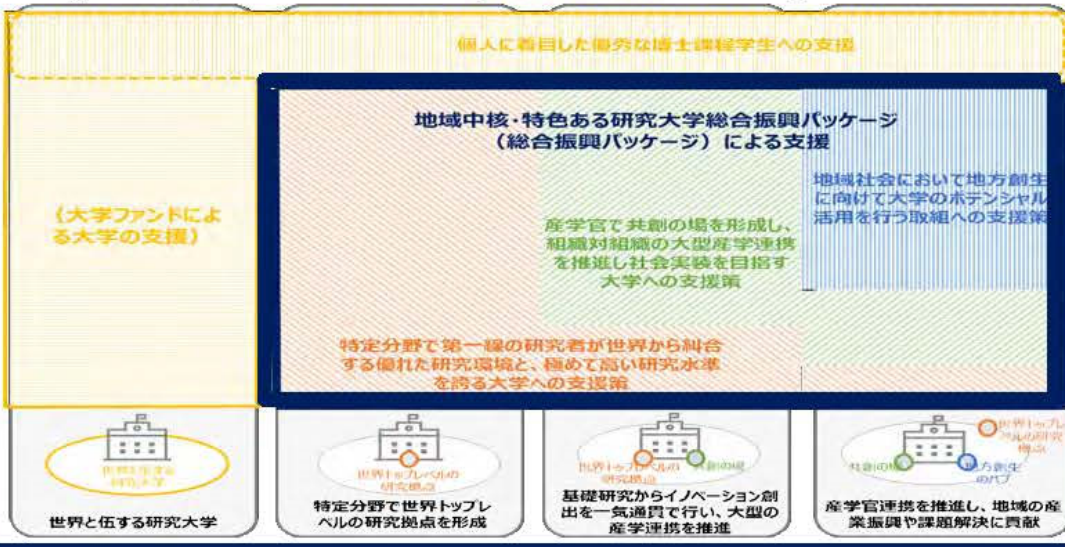 個人に着目した優秀な博士課程学生への支援
地域中核・特色ある研究大学総合振興パッケージ
（総合振興パッケージ）による支援
（大学ファンドによ
る大学の支援）
地域社会において地方創生
に向けて大学のポテンシャル
活用を行う取組への支援策
産学官で共創の場を形成し、
組織対組織の大型産学連携
を推進し社会実装を目指す
大学への支援策
特定分野で第一線の研究者が世界から糾合
する優れた研究環境と、極めて高い研究水準
を誇る大学への支援策
世界と伍する
研究大学
世界と伍する研究大学
世界トップレベルの
研究拠点
特定分野で世界トップレ
ベルの研究拠点を形成
世界トップレベルの
研究拠点
共創の場
基礎研究からイノベーション創
出を一気通貫で行い、大型の
産学連携を推進
世界トップレ
ベルの研究
拠点
共創の場
地方創生
のハブ
産学官連携を推進し、地域の産
業振興や課題解決に貢献